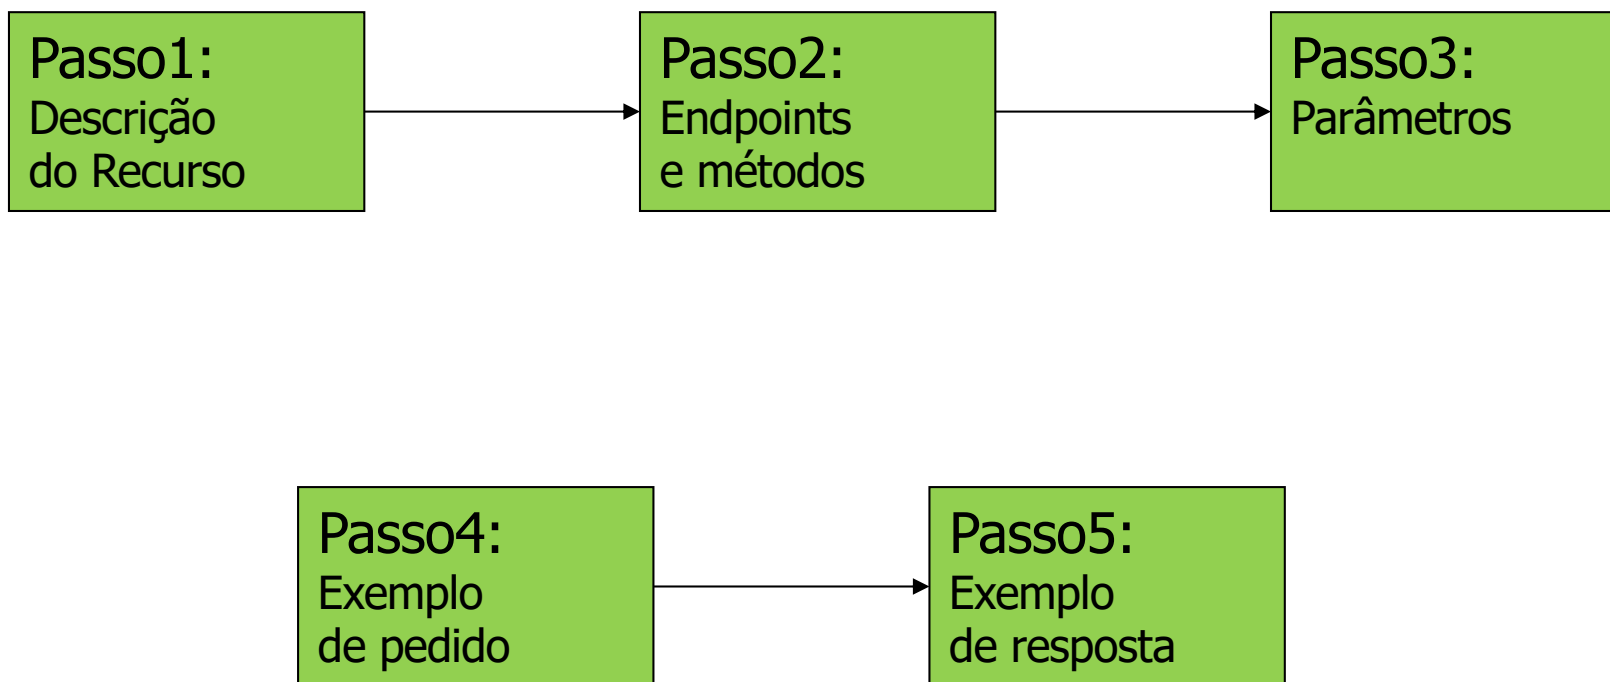 Passo1:
Descrição
do Recurso
Passo2:
Endpoints
e métodos
Passo3:
Parâmetros
Passo4:
Exemplo
de pedido
Passo5:
Exemplo
de resposta